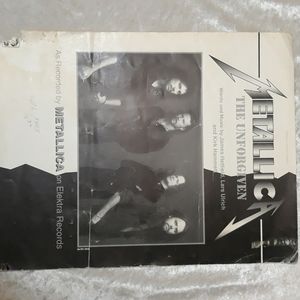 METALLICA
THE UNFORGIVEN
Words and Music by James Hetfield, Lars Ulrich
and Kirk Hammett
As Recorded by METALLICA on Elektra Records